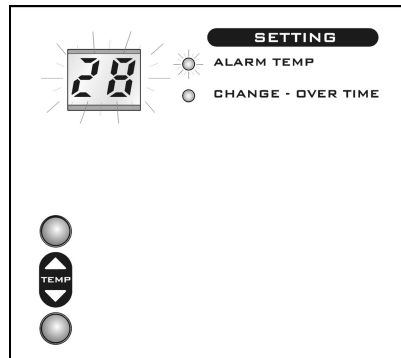 SETTING
28
ALARM TEMP
CHANGE - OVER TIME
TEMP